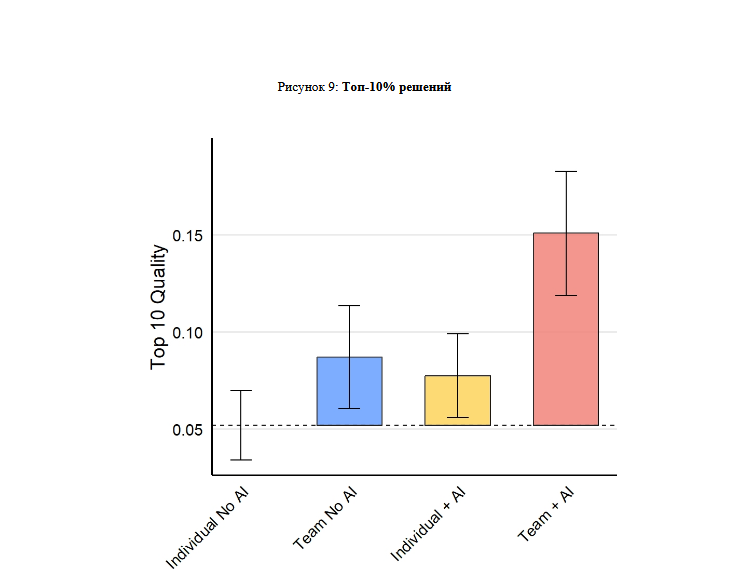 Рисунок 9: Топ-10% решений
Top 10 Quality
0.15
0.10
0.05
Individual No AI
Team No AI
Individual + AI
Team + AI